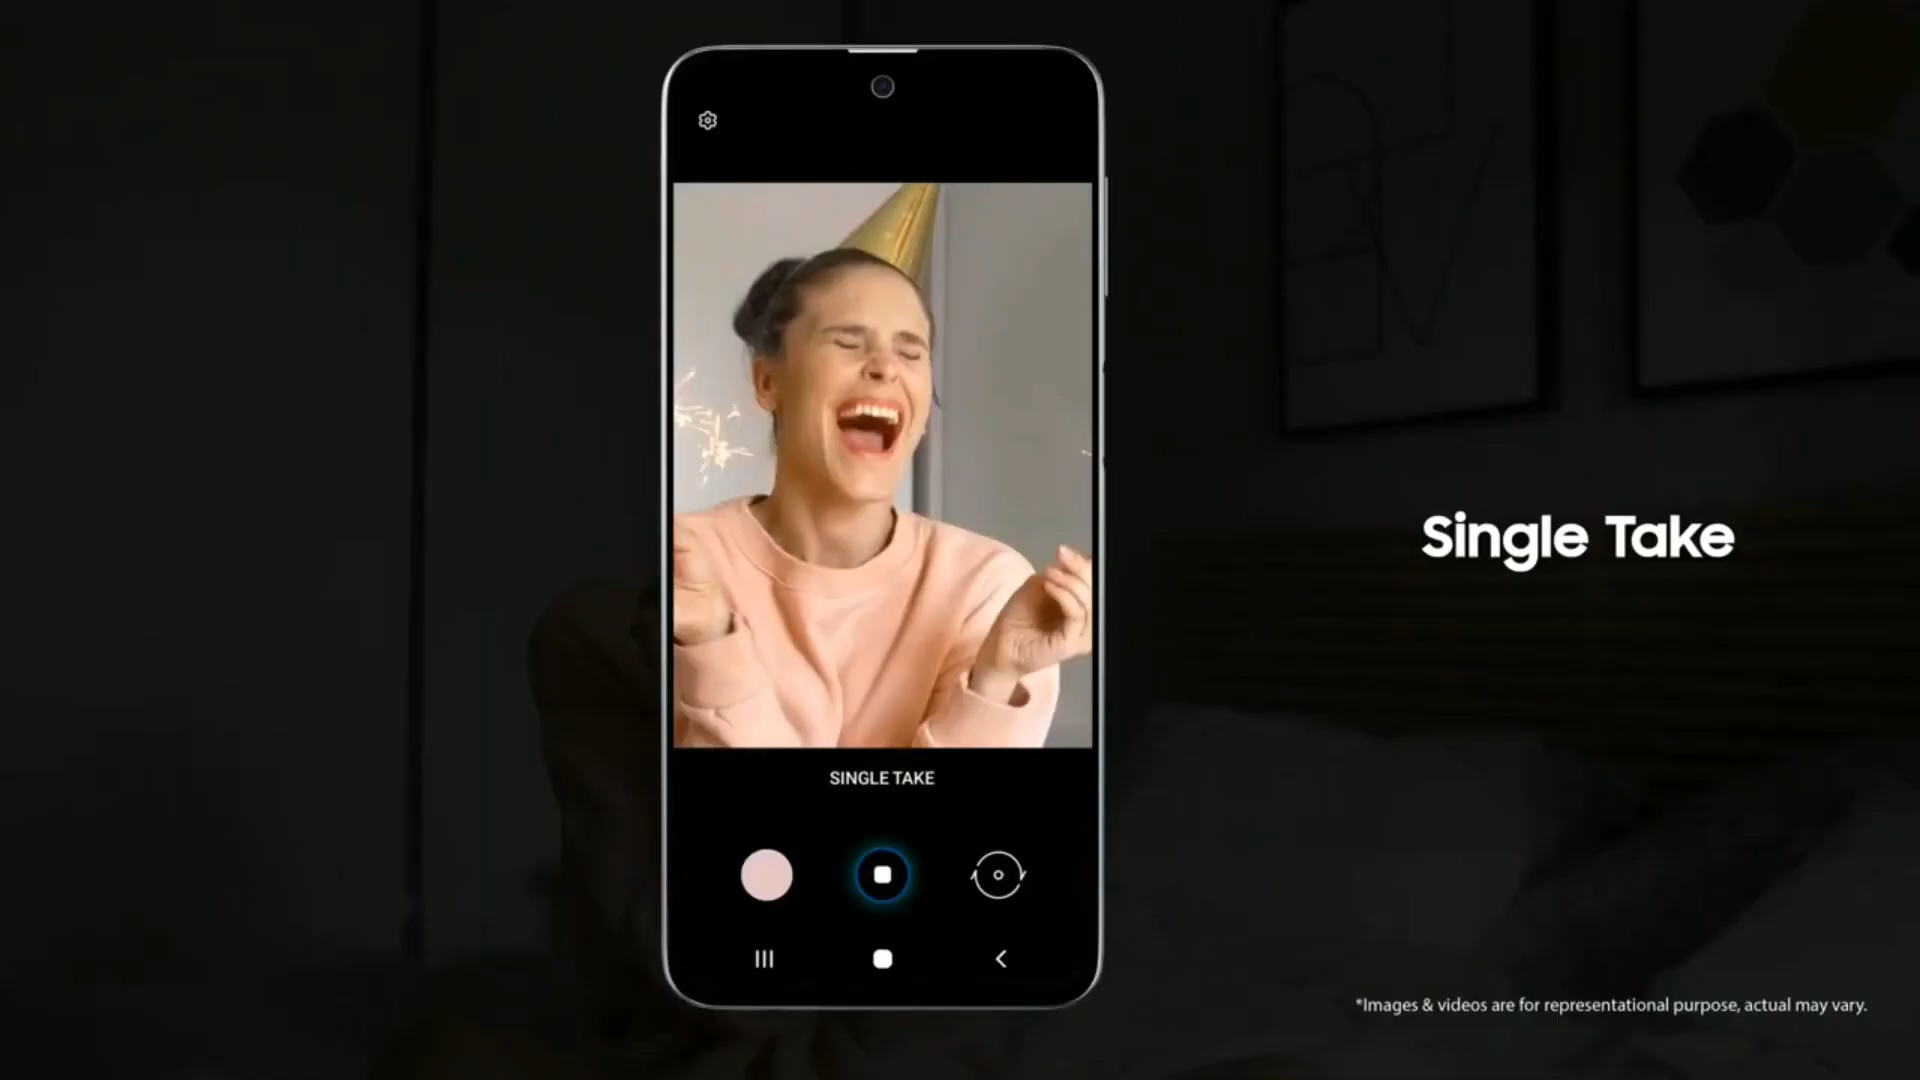 SINGLE TAKE
Single Take
*Images & videos are for representational purpose, actual may vary.